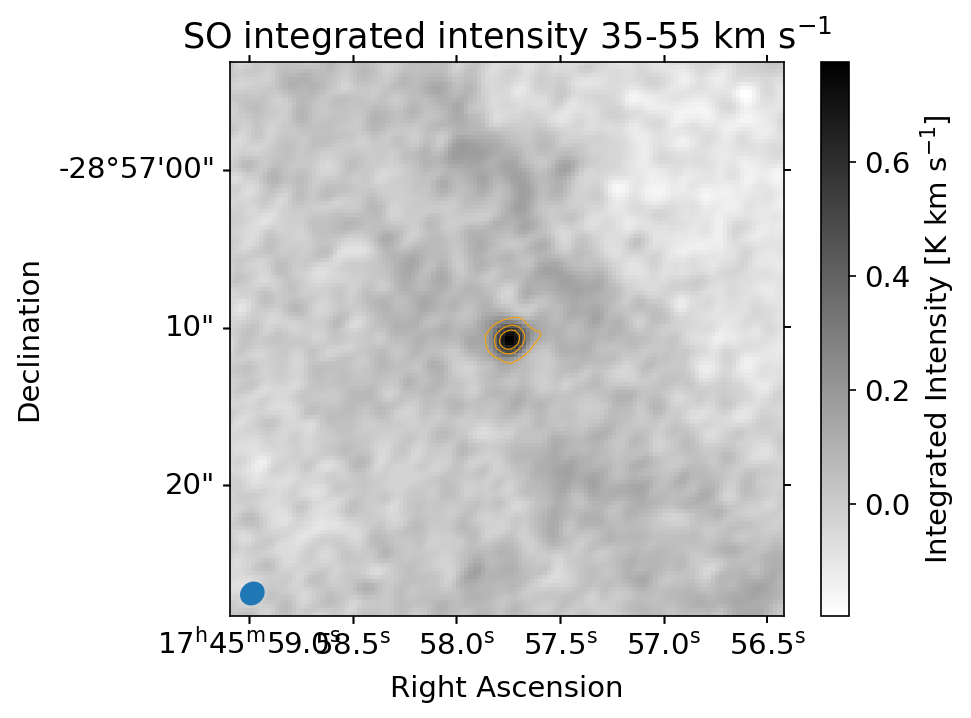 SO integrated intensity 35-55 km s⁻¹
-28°57'00"
10"
20"
Declination
17ʰ45ᵐ59.0ˢ 58.5ˢ 58.0ˢ 57.5ˢ 57.0ˢ 56.5ˢ
Right Ascension
0.6
0.4
0.2
0.0
Integrated Intensity [K km s⁻¹]